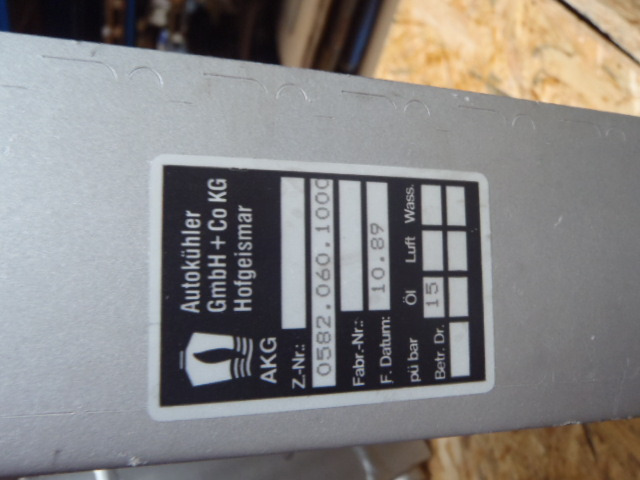 Autokühler
GmbH + Co KG
Hofgeismar
AKG
Z.-Nr.:
0582.060.1000
Fabr.-Nr.:
F. Datum: 10.89
pü bar Öl Luft Wass.
Betr. Dr. 15